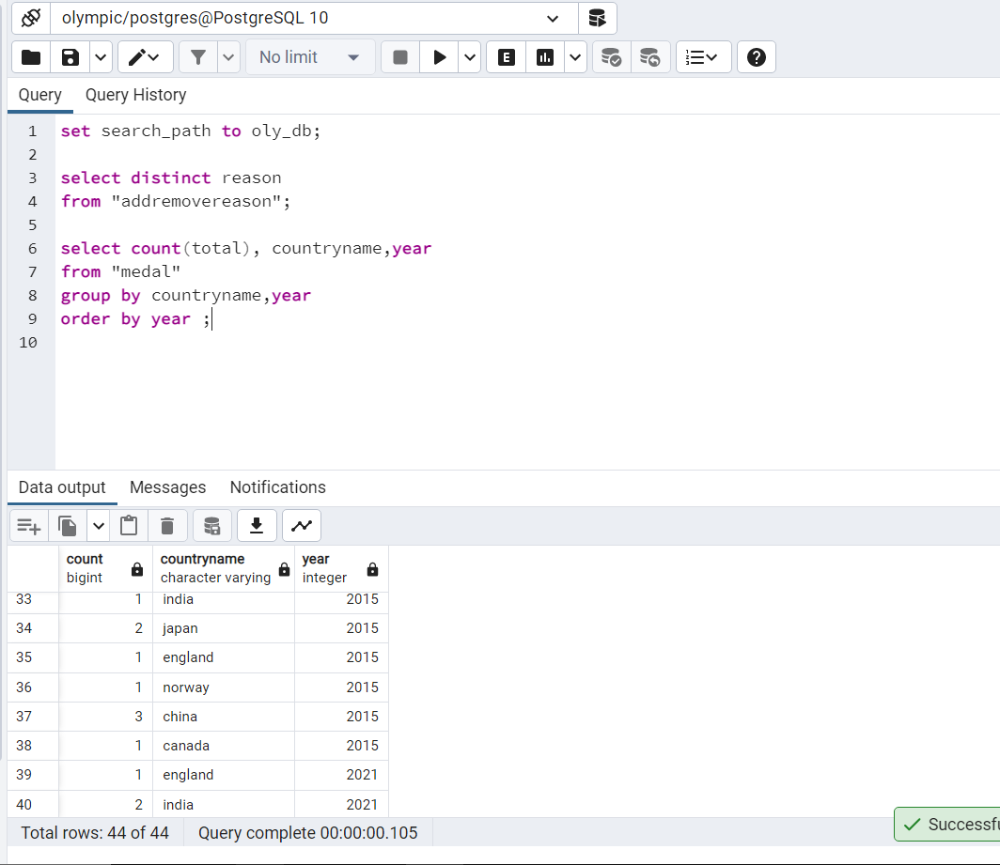 olympic/postgres@PostgreSQL 10
No limit
E
Query Query History
1 set search_path to oly_db;
2
3 select distinct reason
4 from "addremovereason";
5
6 select count(total), countryname,year
7 from "medal"
8 group by countryname,year
9 order by year ;
10
Data output Messages Notifications
count countryname year
bigint character varying integer
33 1 india 2015
34 2 japan 2015
35 1 england 2015
36 1 norway 2015
37 3 china 2015
38 1 canada 2015
39 1 england 2021
40 2 india 2021
Total rows: 44 of 44 Query complete 00:00:00.105
Successfu